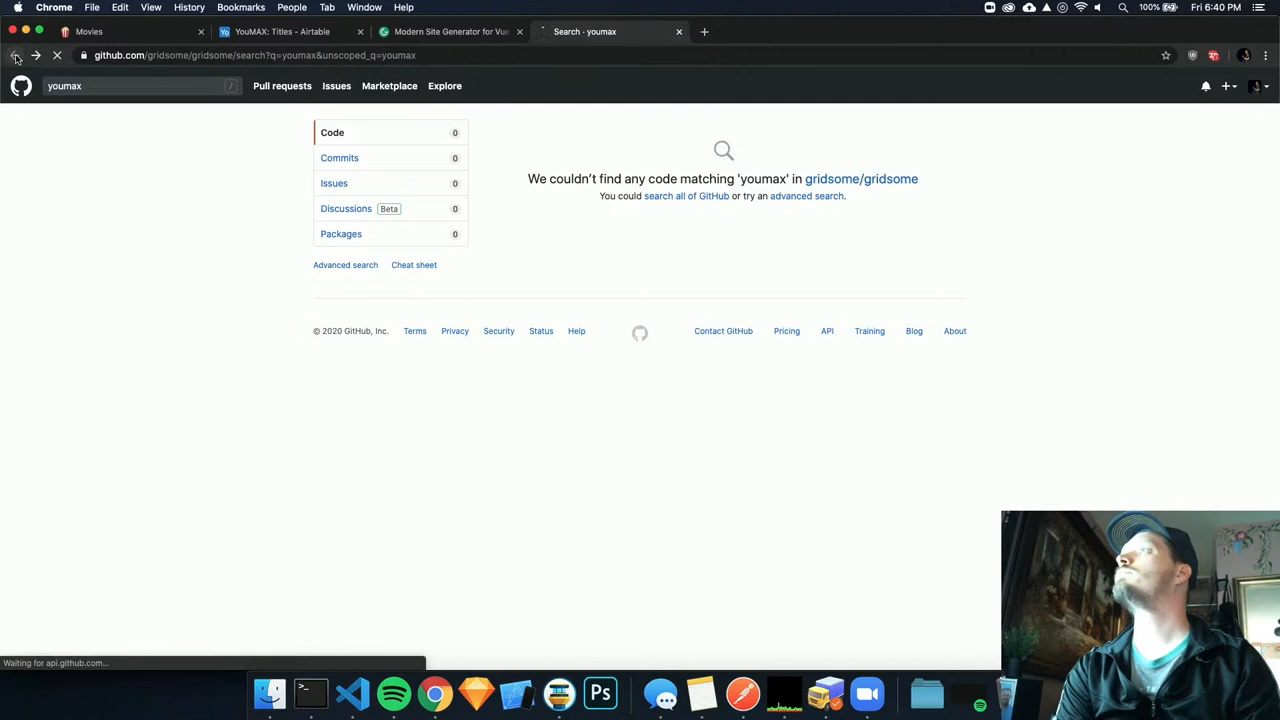 Chrome File Edit View History Bookmarks People Tab Window Help 100% Fri 6:40 PM
Movies YouMAX: Titles - Airtable Modern Site Generator for Vue Search · youmax
github.com/gridsome/gridsome/search?q=youmax&unscoped_q=youmax
youmax / Pull requests Issues Marketplace Explore
Code 0
Commits 0
Issues 0
Discussions Beta 0
Packages 0
Advanced search Cheat sheet
We couldn’t find any code matching 'youmax' in gridsome/gridsome
You could search all of GitHub or try an advanced search.
© 2020 GitHub, Inc. Terms Privacy Security Status Help Contact GitHub Pricing API Training Blog About
Waiting for api.github.com...
>_ Ps